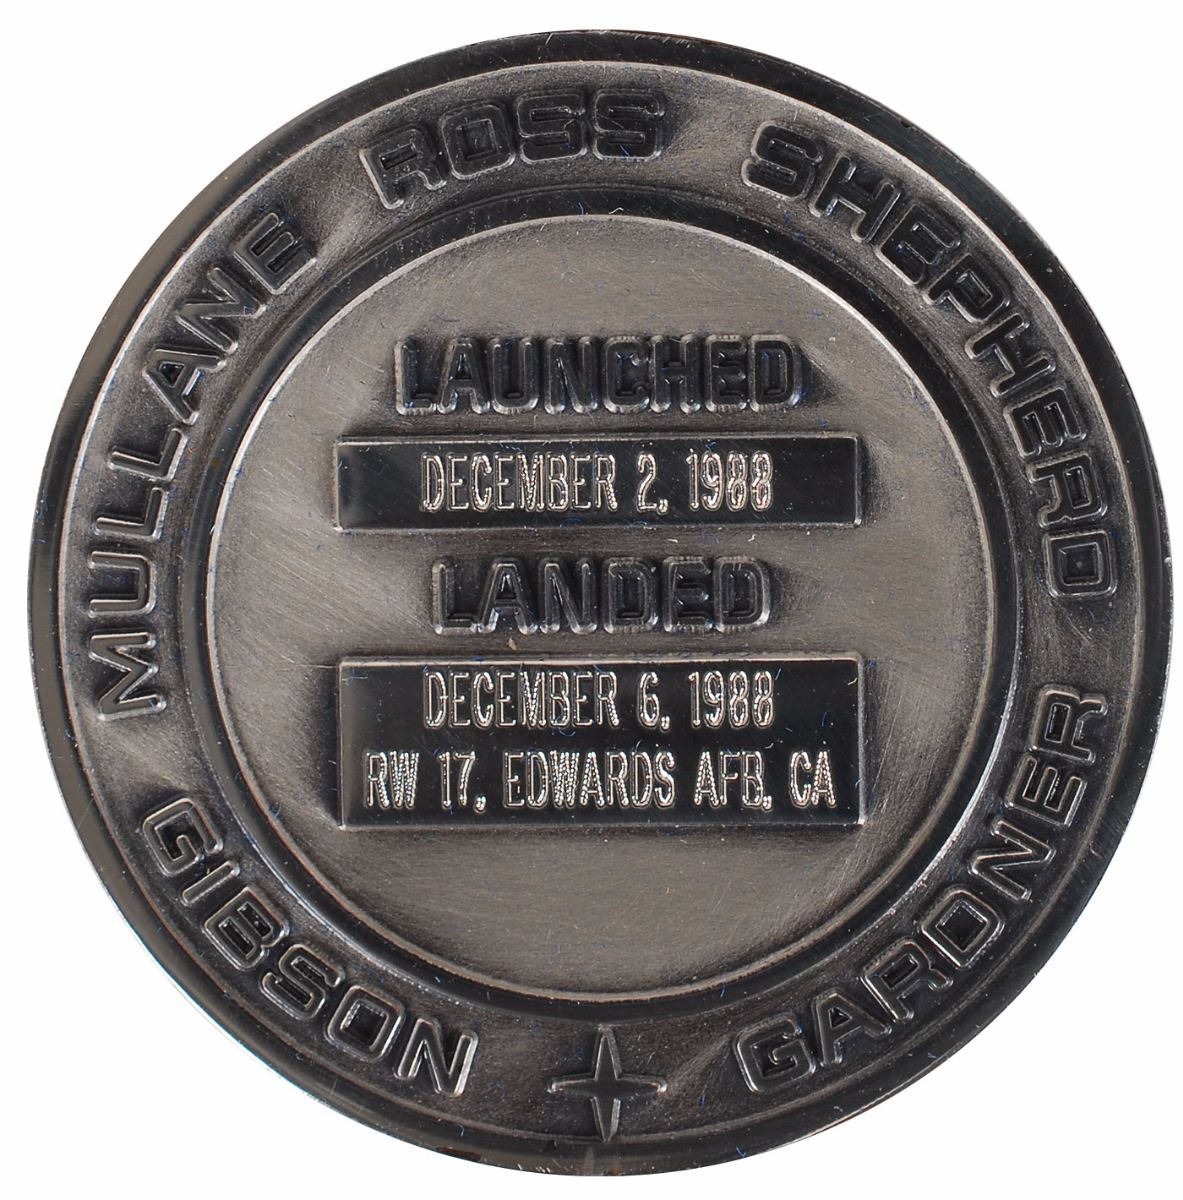 MULLANE ROSS SHEPHERD
LAUNCHED
DECEMBER 2, 1988
LANDED
DECEMBER 6, 1988
RW 17, EDWARDS AFB, CA
GIBSON GARDNER